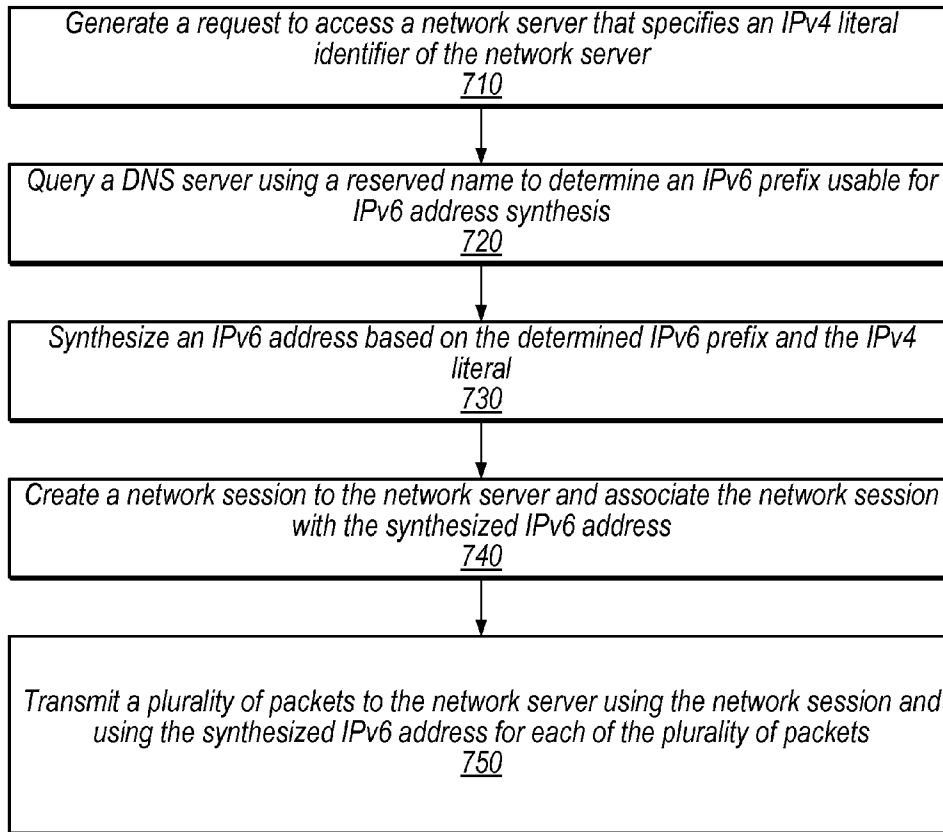 Generate a request to access a network server that specifies an IPv4 literal
identifier of the network server
710
Query a DNS server using a reserved name to determine an IPv6 prefix usable for
IPv6 address synthesis
720
Synthesize an IPv6 address based on the determined IPv6 prefix and the IPv4
literal
730
Create a network session to the network server and associate the network session
with the synthesized IPv6 address
740
Transmit a plurality of packets to the network server using the network session and
using the synthesized IPv6 address for each of the plurality of packets
750